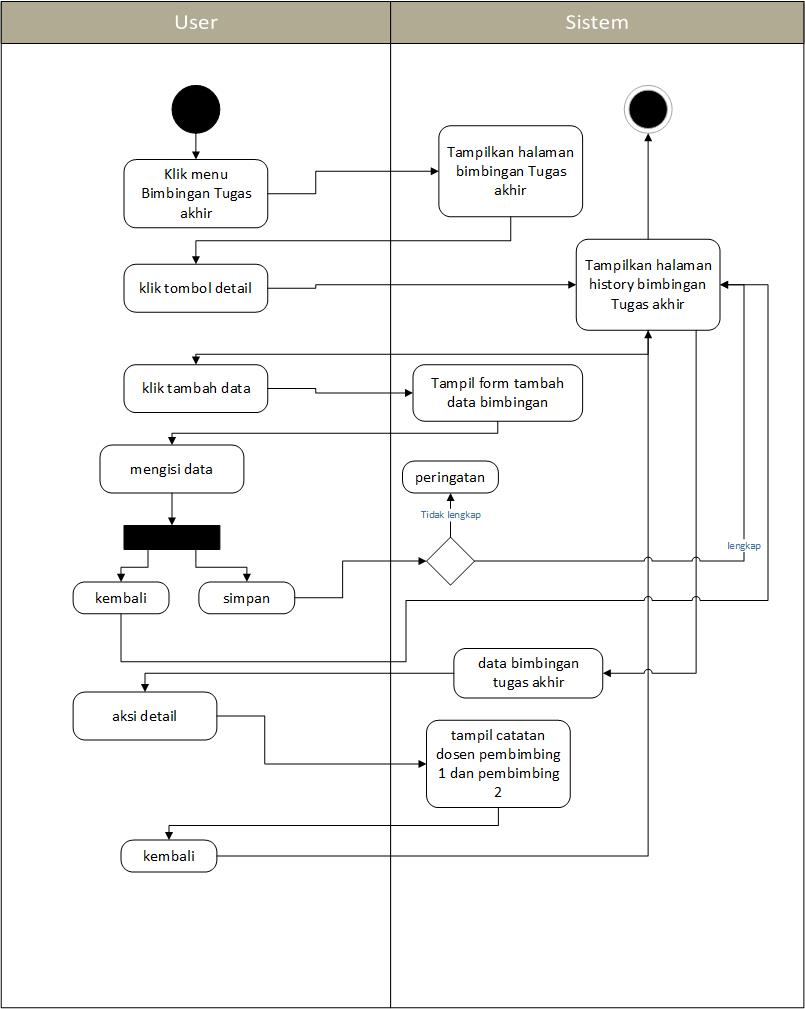 User
Sistem
Klik menu
Bimbingan Tugas
akhir
Tampilkan halaman
bimbingan Tugas
akhir
klik tombol detail
Tampilkan halaman
history bimbingan
Tugas akhir
klik tambah data
Tampil form tambah
data bimbingan
mengisi data
peringatan
Tidak lengkap
lengkap
kembali
simpan
data bimbingan
tugas akhir
aksi detail
tampil catatan
dosen pembimbing
1 dan pembimbing
2
kembali